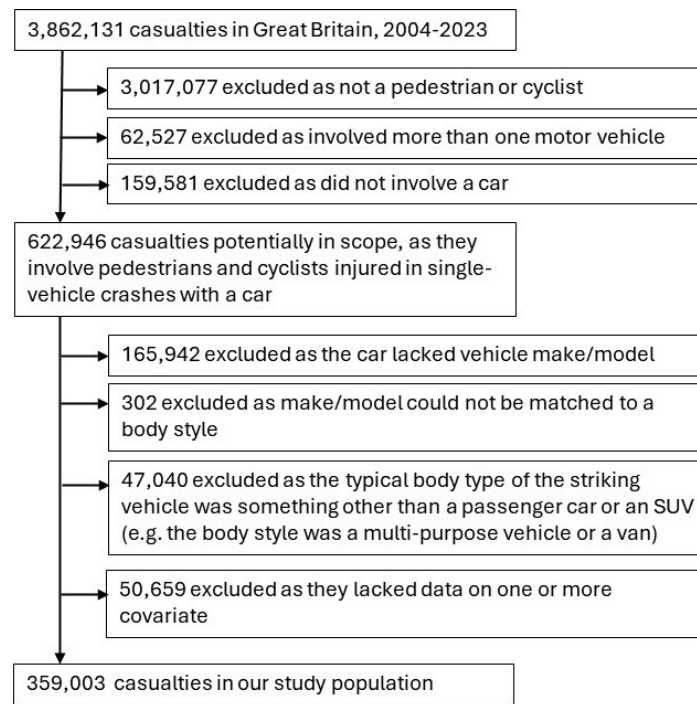 3,862,131 casualties in Great Britain, 2004-2023
3,017,077 excluded as not a pedestrian or cyclist
62,527 excluded as involved more than one motor vehicle
159,581 excluded as did not involve a car
622,946 casualties potentially in scope, as they
involve pedestrians and cyclists injured in single-
vehicle crashes with a car
165,942 excluded as the car lacked vehicle make/model
302 excluded as make/model could not be matched to a
body style
47,040 excluded as the typical body type of the striking
vehicle was something other than a passenger car or an SUV
(e.g. the body style was a multi-purpose vehicle or a van)
50,659 excluded as they lacked data on one or more
covariate
359,003 casualties in our study population